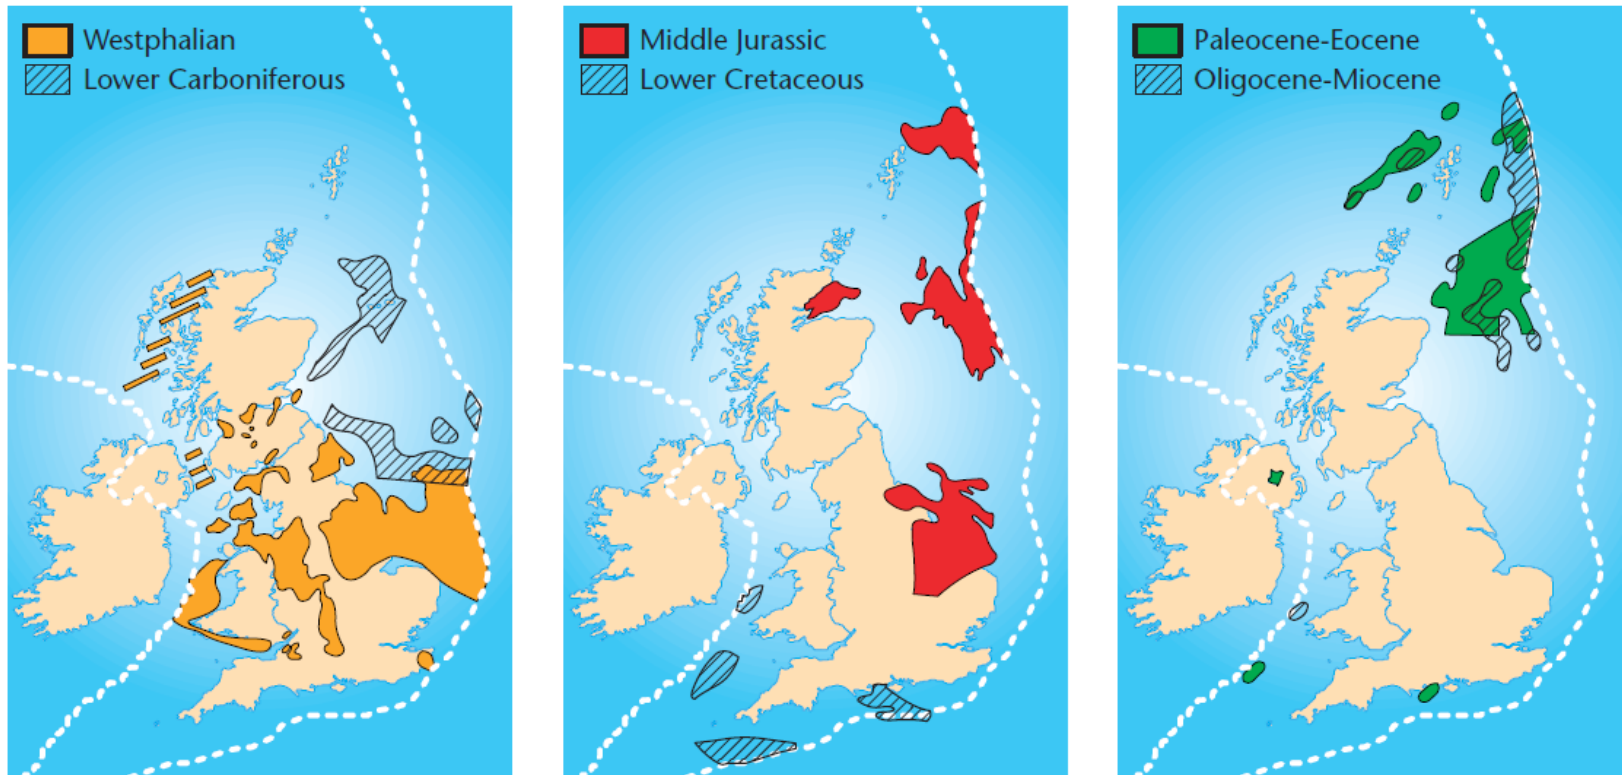 Westphalian
Lower Carboniferous
Middle Jurassic
Lower Cretaceous
Paleocene-Eocene
Oligocene-Miocene